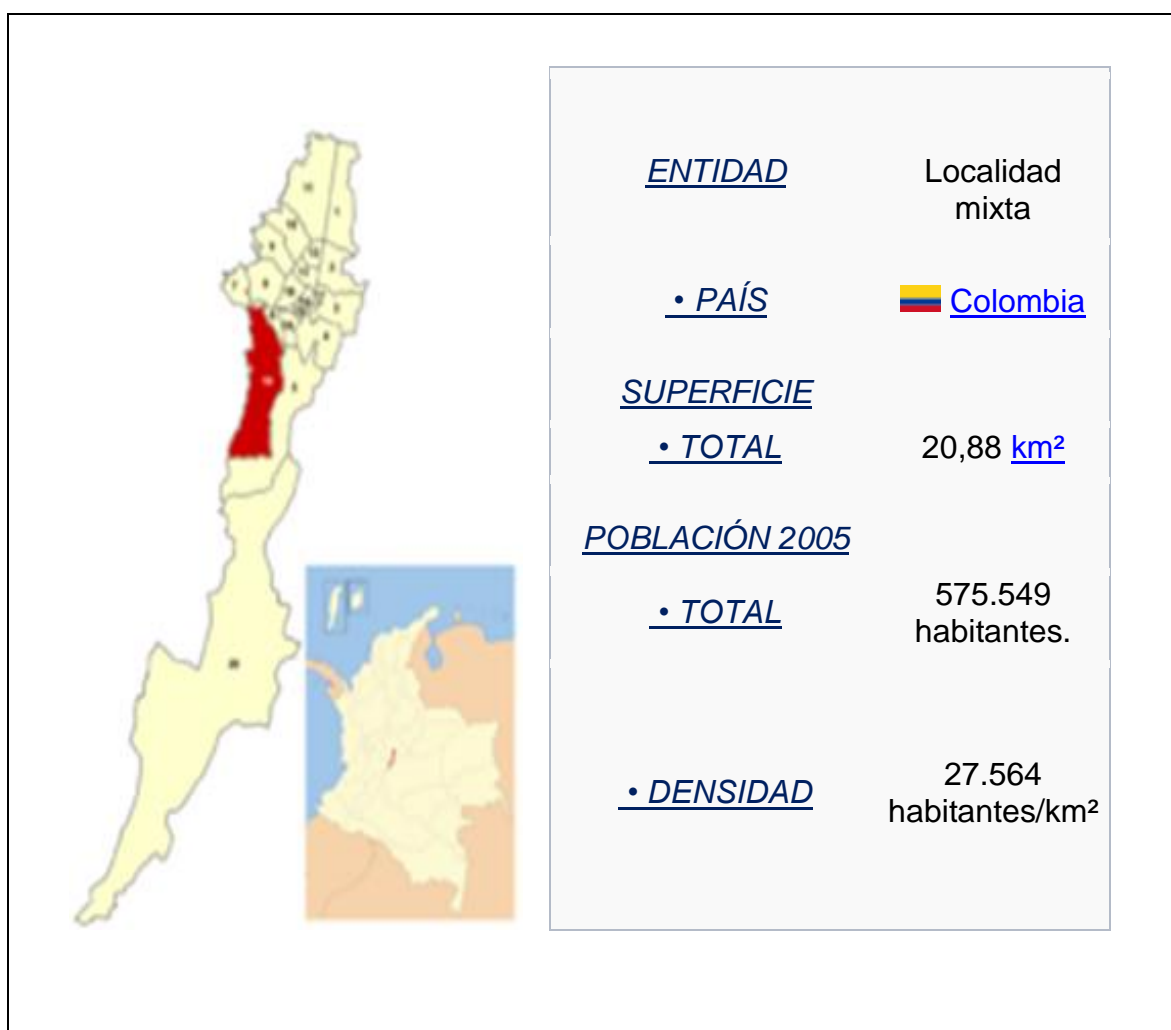 ENTIDAD
Localidad
mixta
• PAÍS
Colombia
SUPERFICIE
• TOTAL
20,88 km²
POBLACIÓN 2005
• TOTAL
575.549
habitantes.
• DENSIDAD
27.564
habitantes/km²